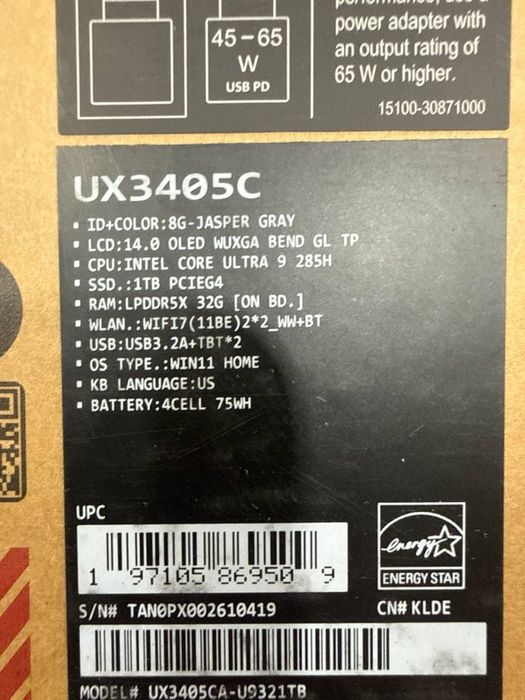 45-65
W
USB PD
power adapter with
an output rating of
65 W or higher.
15100-30871000
UX3405C
▪ ID+COLOR:8G-JASPER GRAY
▪ LCD:14.0 OLED WUXGA BEND GL TP
▪ CPU:INTEL CORE ULTRA 9 285H
▪ SSD.:1TB PCIEG4
▪ RAM:LPDDR5X 32G [ON BD.]
▪ WLAN.:WIFI7(11BE)2*2_WW+BT
▪ USB:USB3.2A+TBT*2
▪ OS TYPE.:WIN11 HOME
▪ KB LANGUAGE:US
▪ BATTERY:4CELL 75WH
UPC
1 97105 86950 9
energy
ENERGY STAR
S/N# TAN0PX002610419
CN# KLDE
MODEL# UX3405CA-U9321TB